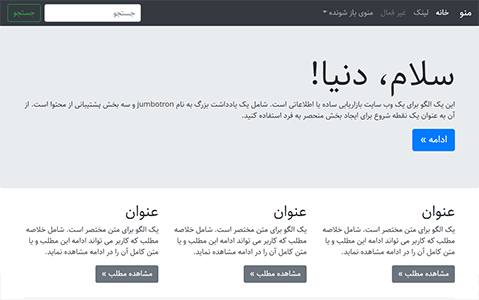 منو
خانه
لینک
غیر فعال
منوی باز شونده
جستجو
جستجو
سلام، دنیا!
این یک الگو برای یک وب سایت بازاریابی ساده یا اطلاعاتی است. شامل یک یادداشت بزرگ به نام jumbotron و سه بخش پشتیبانی از محتوا است. از
آن به عنوان یک نقطه شروع برای ایجاد بخش منحصر به فرد استفاده کنید.
ادامه »
عنوان
یک الگو برای متن مختصر است. شامل خلاصه
مطلب که کاربر می تواند ادامه این مطلب و یا
متن کامل آن را در ادامه مشاهده نماید.
مشاهده مطلب »
عنوان
یک الگو برای متن مختصر است. شامل خلاصه
مطلب که کاربر می تواند ادامه این مطلب و یا
متن کامل آن را در ادامه مشاهده نماید.
مشاهده مطلب »
عنوان
یک الگو برای متن مختصر است. شامل خلاصه
مطلب که کاربر می تواند ادامه این مطلب و یا
متن کامل آن را در ادامه مشاهده نماید.
مشاهده مطلب »